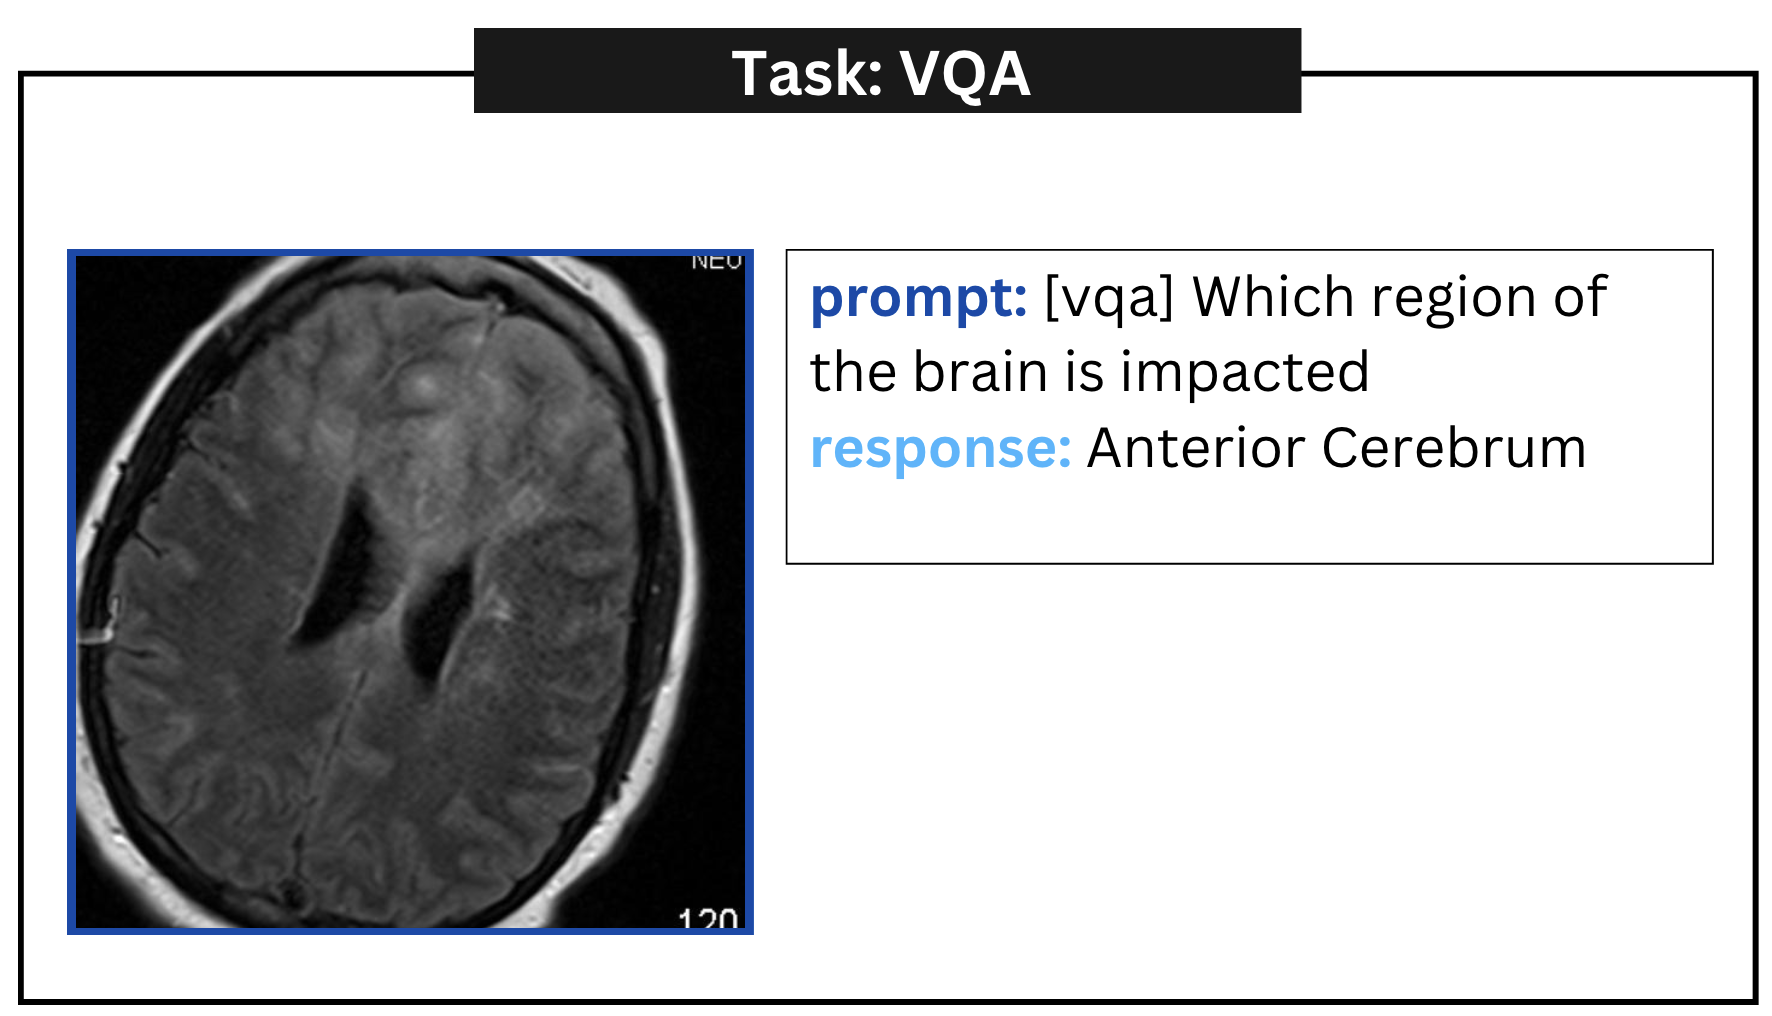 Task: VQA
NEU
prompt: [vqa] Which region of
the brain is impacted
response: Anterior Cerebrum
120